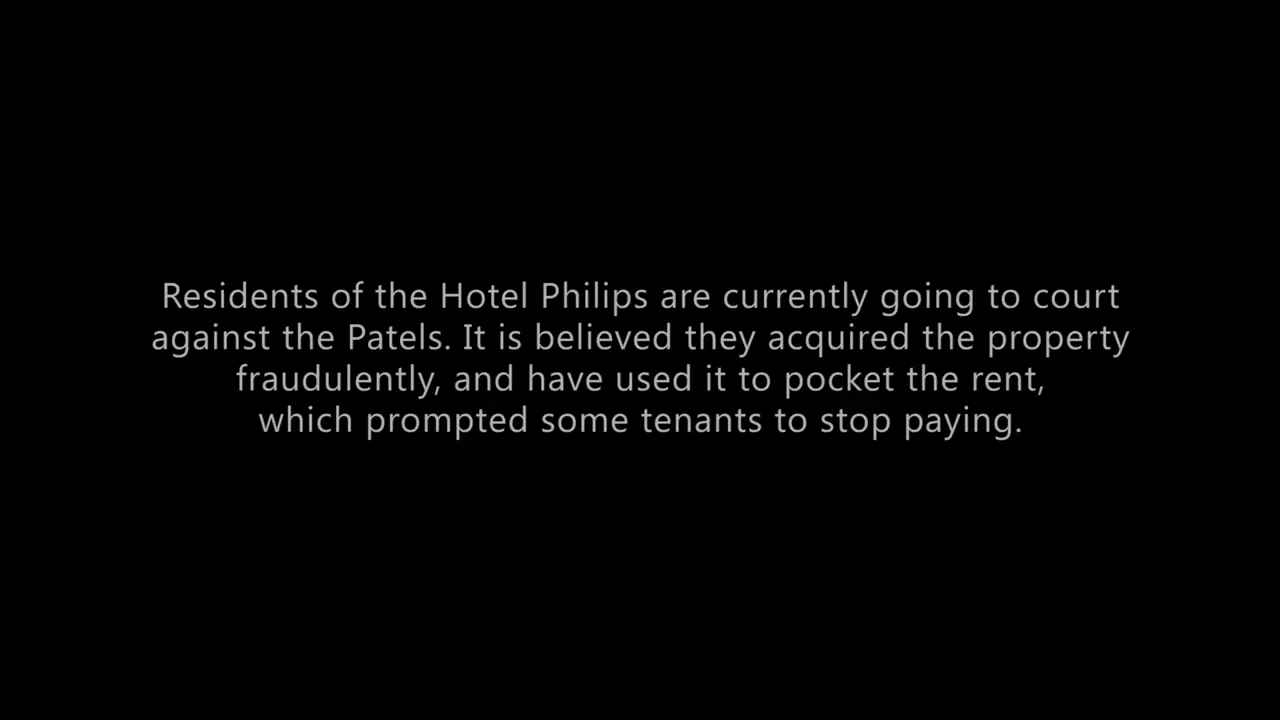 Residents of the Hotel Philips are currently going to court
against the Patels. It is believed they acquired the property
fraudulently, and have used it to pocket the rent,
which prompted some tenants to stop paying.